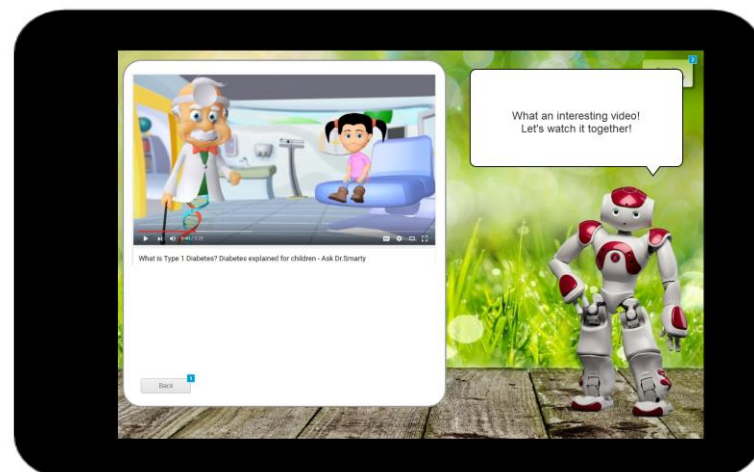 What an interesting video!
Let's watch it together!
What is Type 1 Diabetes? Diabetes explained for children - Ask Dr.Smarty
Back